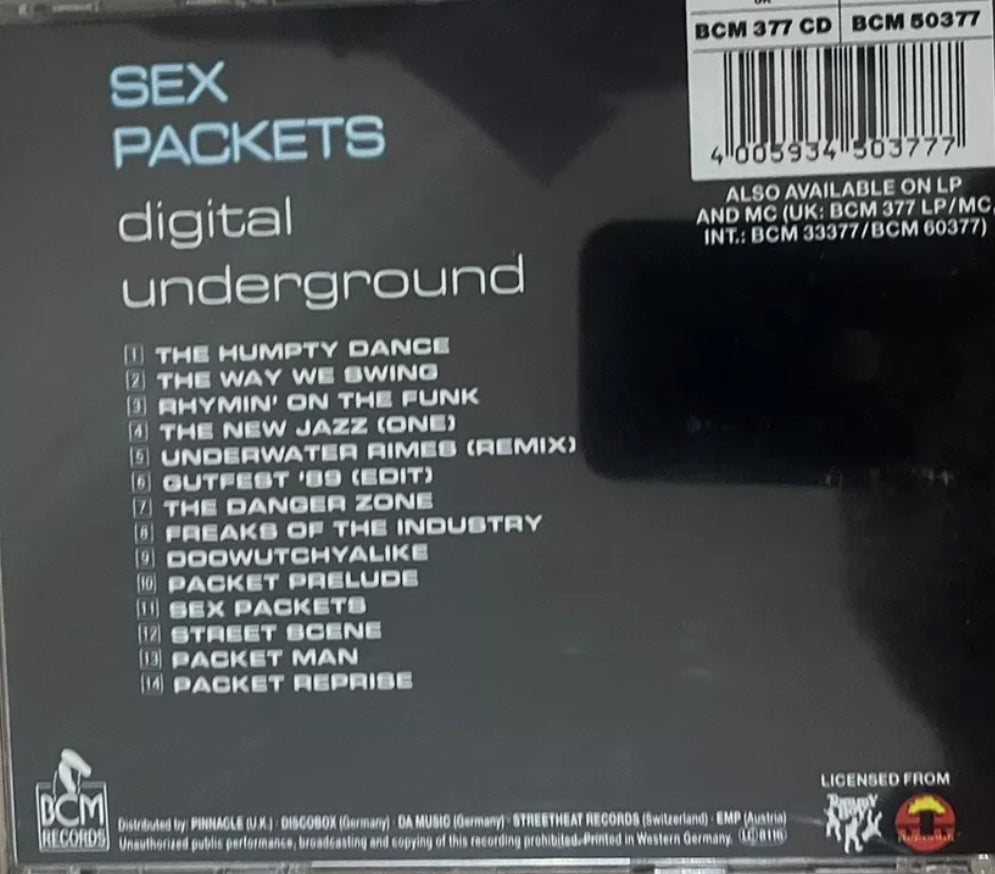 BCM 377 CD BCM 50377
4 005934 503777
ALSO AVAILABLE ON LP
AND MC (UK: BCM 377 LP/MC,
INT.: BCM 33377/BCM 60377)
SEX
PACKETS
digital
underground
1 THE HUMPTY DANCE
2 THE WAY WE SWING
3 RHYMIN' ON THE FUNK
4 THE NEW JAZZ (ONE)
5 UNDERWATER RIMES (REMIX)
6 GUTFEST '89 (EDIT)
7 THE DANGER ZONE
8 FREAKS OF THE INDUSTRY
9 DOOWUTCHYALIKE
10 PACKET PRELUDE
11 SEX PACKETS
12 STREET SCENE
13 PACKET MAN
14 PACKET REPRISE
LICENSED FROM
BCM
RECORDS
Distributed by: PINNACLE (U.K.) · DISCOBOX (Germany) · DA MUSIC (Germany) · STREETHEAT RECORDS (Switzerland) · EMP (Austria)
Unauthorized public performance, broadcasting and copying of this recording prohibited. Printed in Western Germany. LC 8116